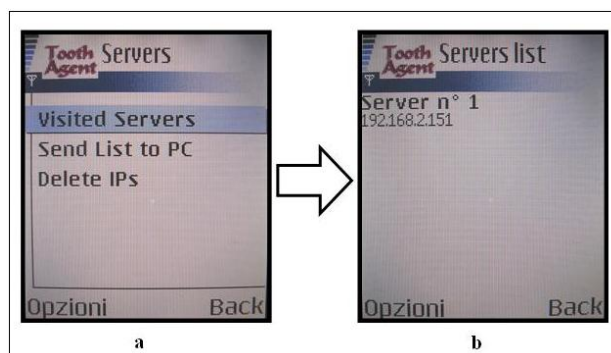 Tooth Agent Servers
Visited Servers
Send List to PC
Delete IPs
Opzioni Back
a
Tooth Agent Servers list
Server n° 1
192.168.2.151
Opzioni Back
b